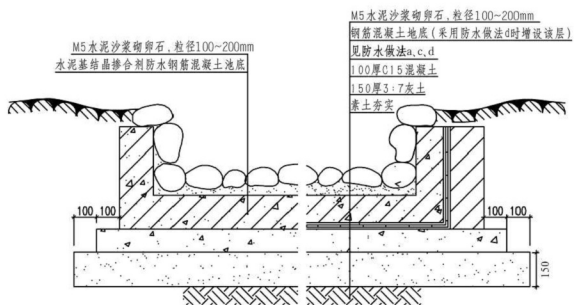 M5水泥沙浆砌卵石,粒径100~200mm
水泥基结晶掺合剂防水钢筋混凝土池底
M5水泥沙浆砌卵石,粒径100~200mm
钢筋混凝土地底(采用防水做法d时增设该层)
见防水做法a,c,d
100厚C15混凝土
150厚3:7灰土
素土夯实
100 100
100 100
150